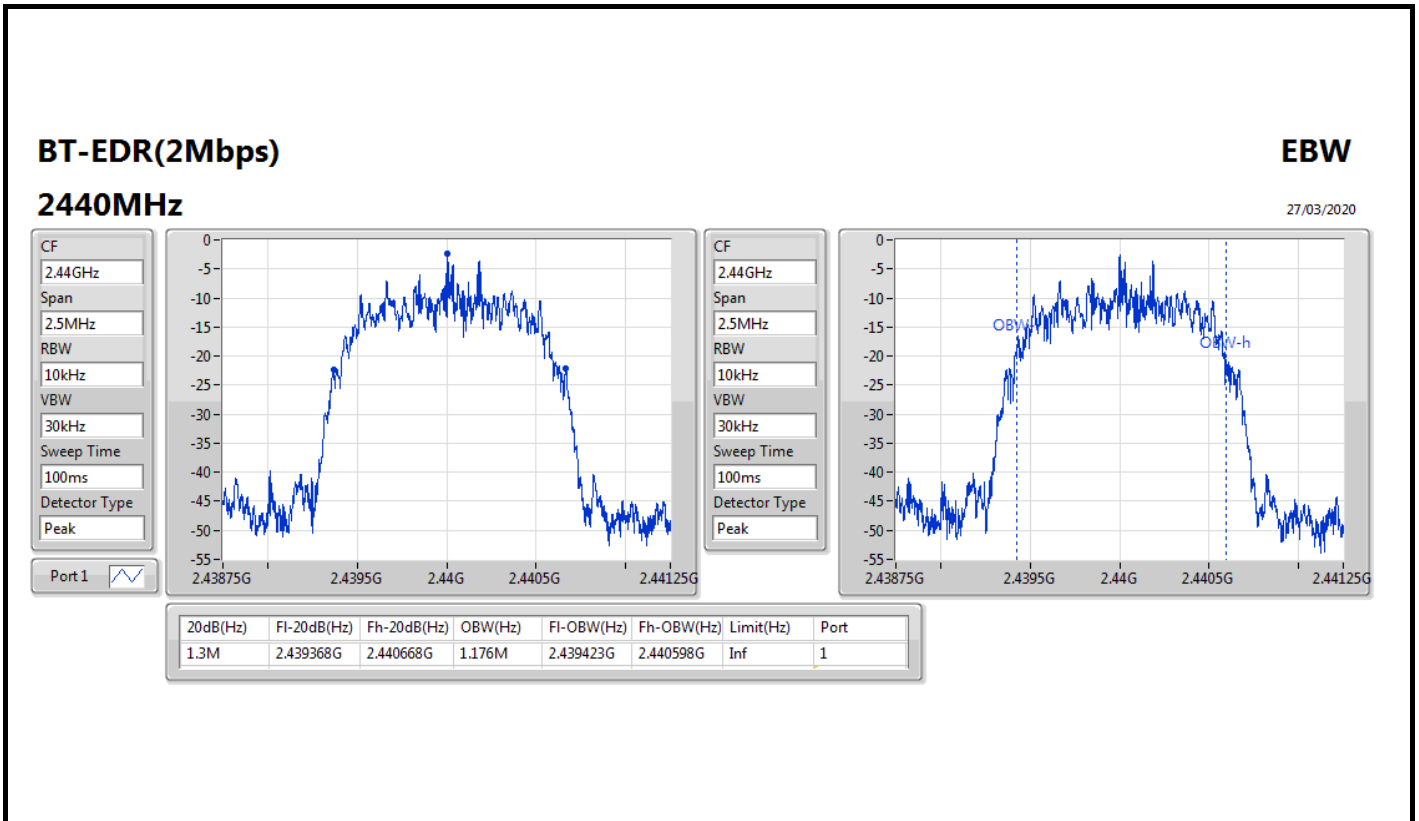 BT-EDR(2Mbps)
EBW
2440MHz
27/03/2020
CF
2.44GHz
Span
2.5MHz
RBW
10kHz
VBW
30kHz
Sweep Time
100ms
Detector Type
Peak
Port 1
0
-5
-10
-15
-20
-25
-30
-35
-40
-45
-50
-55
2.43875G 2.4395G 2.44G 2.4405G 2.44125G
CF
2.44GHz
Span
2.5MHz
RBW
10kHz
VBW
30kHz
Sweep Time
100ms
Detector Type
Peak
0
-5
-10
-15
-20
-25
-30
-35
-40
-45
-50
-55
OBW
OBW-h
2.43875G 2.4395G 2.44G 2.4405G 2.44125G
20dB(Hz) Fl-20dB(Hz) Fh-20dB(Hz) OBW(Hz) Fl-OBW(Hz) Fh-OBW(Hz) Limit(Hz) Port
1.3M 2.439368G 2.440668G 1.176M 2.439423G 2.440598G Inf 1